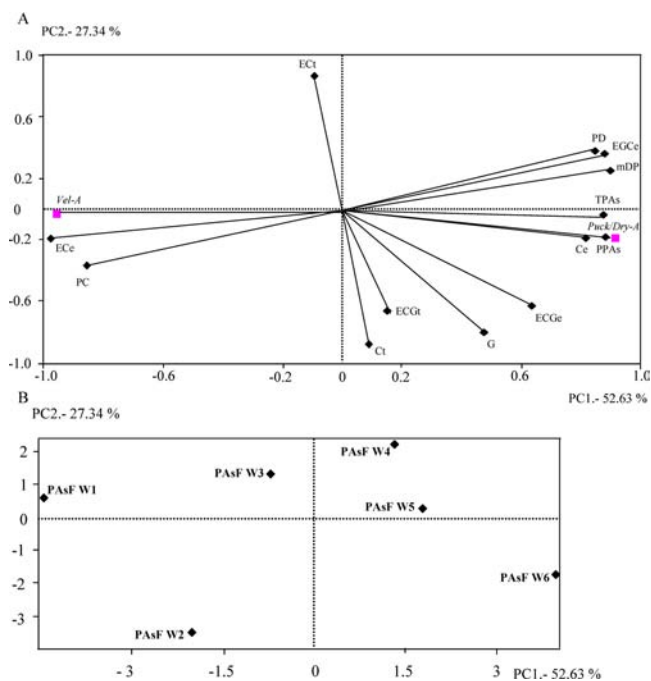 A
PC2.- 27.34 %
1.0
ECt
0.6
PD
EGCe
mDP
0.2
Vel-A
TPAs
0
Puck/Dry-A
-0.2
ECe
Ce
PPAs
PC
ECGt
ECGe
-0.6
Ct
G
-1.0
-1.0
-0.6
0
0.2
0.6
1.0
PC1.- 52.63 %
B
PC2.- 27.34 %
2
PAsF W4
PAsF W3
1
PAsF W1
PAsF W5
0
-1
-2
PAsF W6
-3
PAsF W2
- 3
-1.5
0
1.5
3
PC1.- 52.63 %